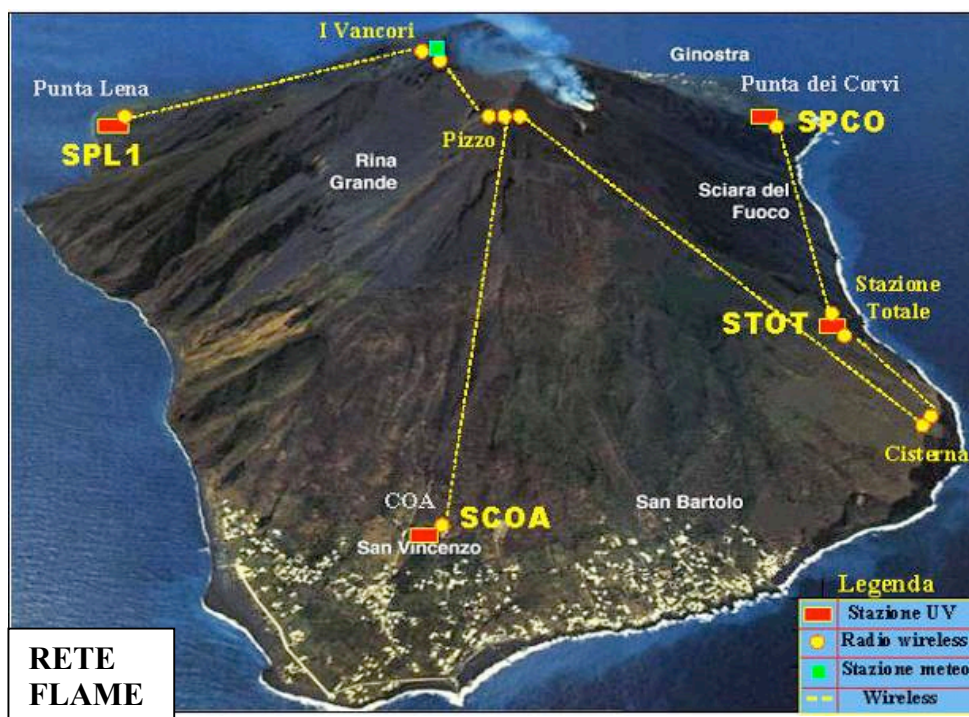 I Vancori
Ginostra
Punta Lena
Punta dei Corvi
SPL1
SPCO
Pizzo
Rina
Grande
Sciara del
Fuoco
Stazione
Totale
STOT
Cisterna
COA
SCOA
San Bartolo
San Vincenzo
Legenda
Stazione UV
Radio wireless
Stazione meteo
Wireless
RETE
FLAME